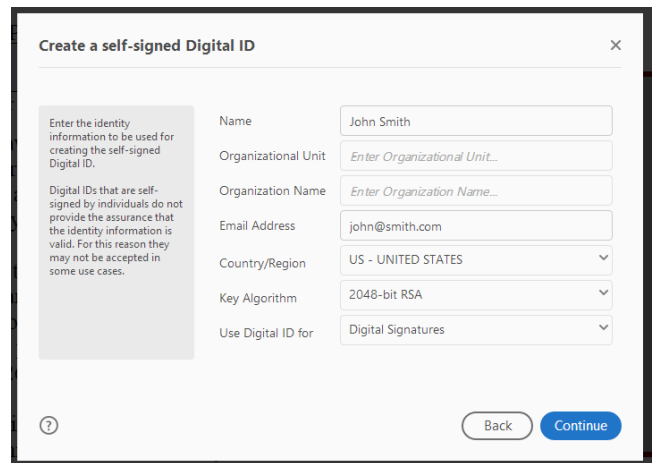 Create a self-signed Digital ID
Enter the identity
information to be used for
creating the self-signed
Digital ID.
Digital IDs that are self-
signed by individuals do not
provide the assurance that
the identity information is
valid. For this reason they
may not be accepted in
some use cases.
Name John Smith
Organizational Unit Enter Organizational Unit...
Organization Name Enter Organization Name...
Email Address john@smith.com
Country/Region US - UNITED STATES
Key Algorithm 2048-bit RSA
Use Digital ID for Digital Signatures
? Back Continue